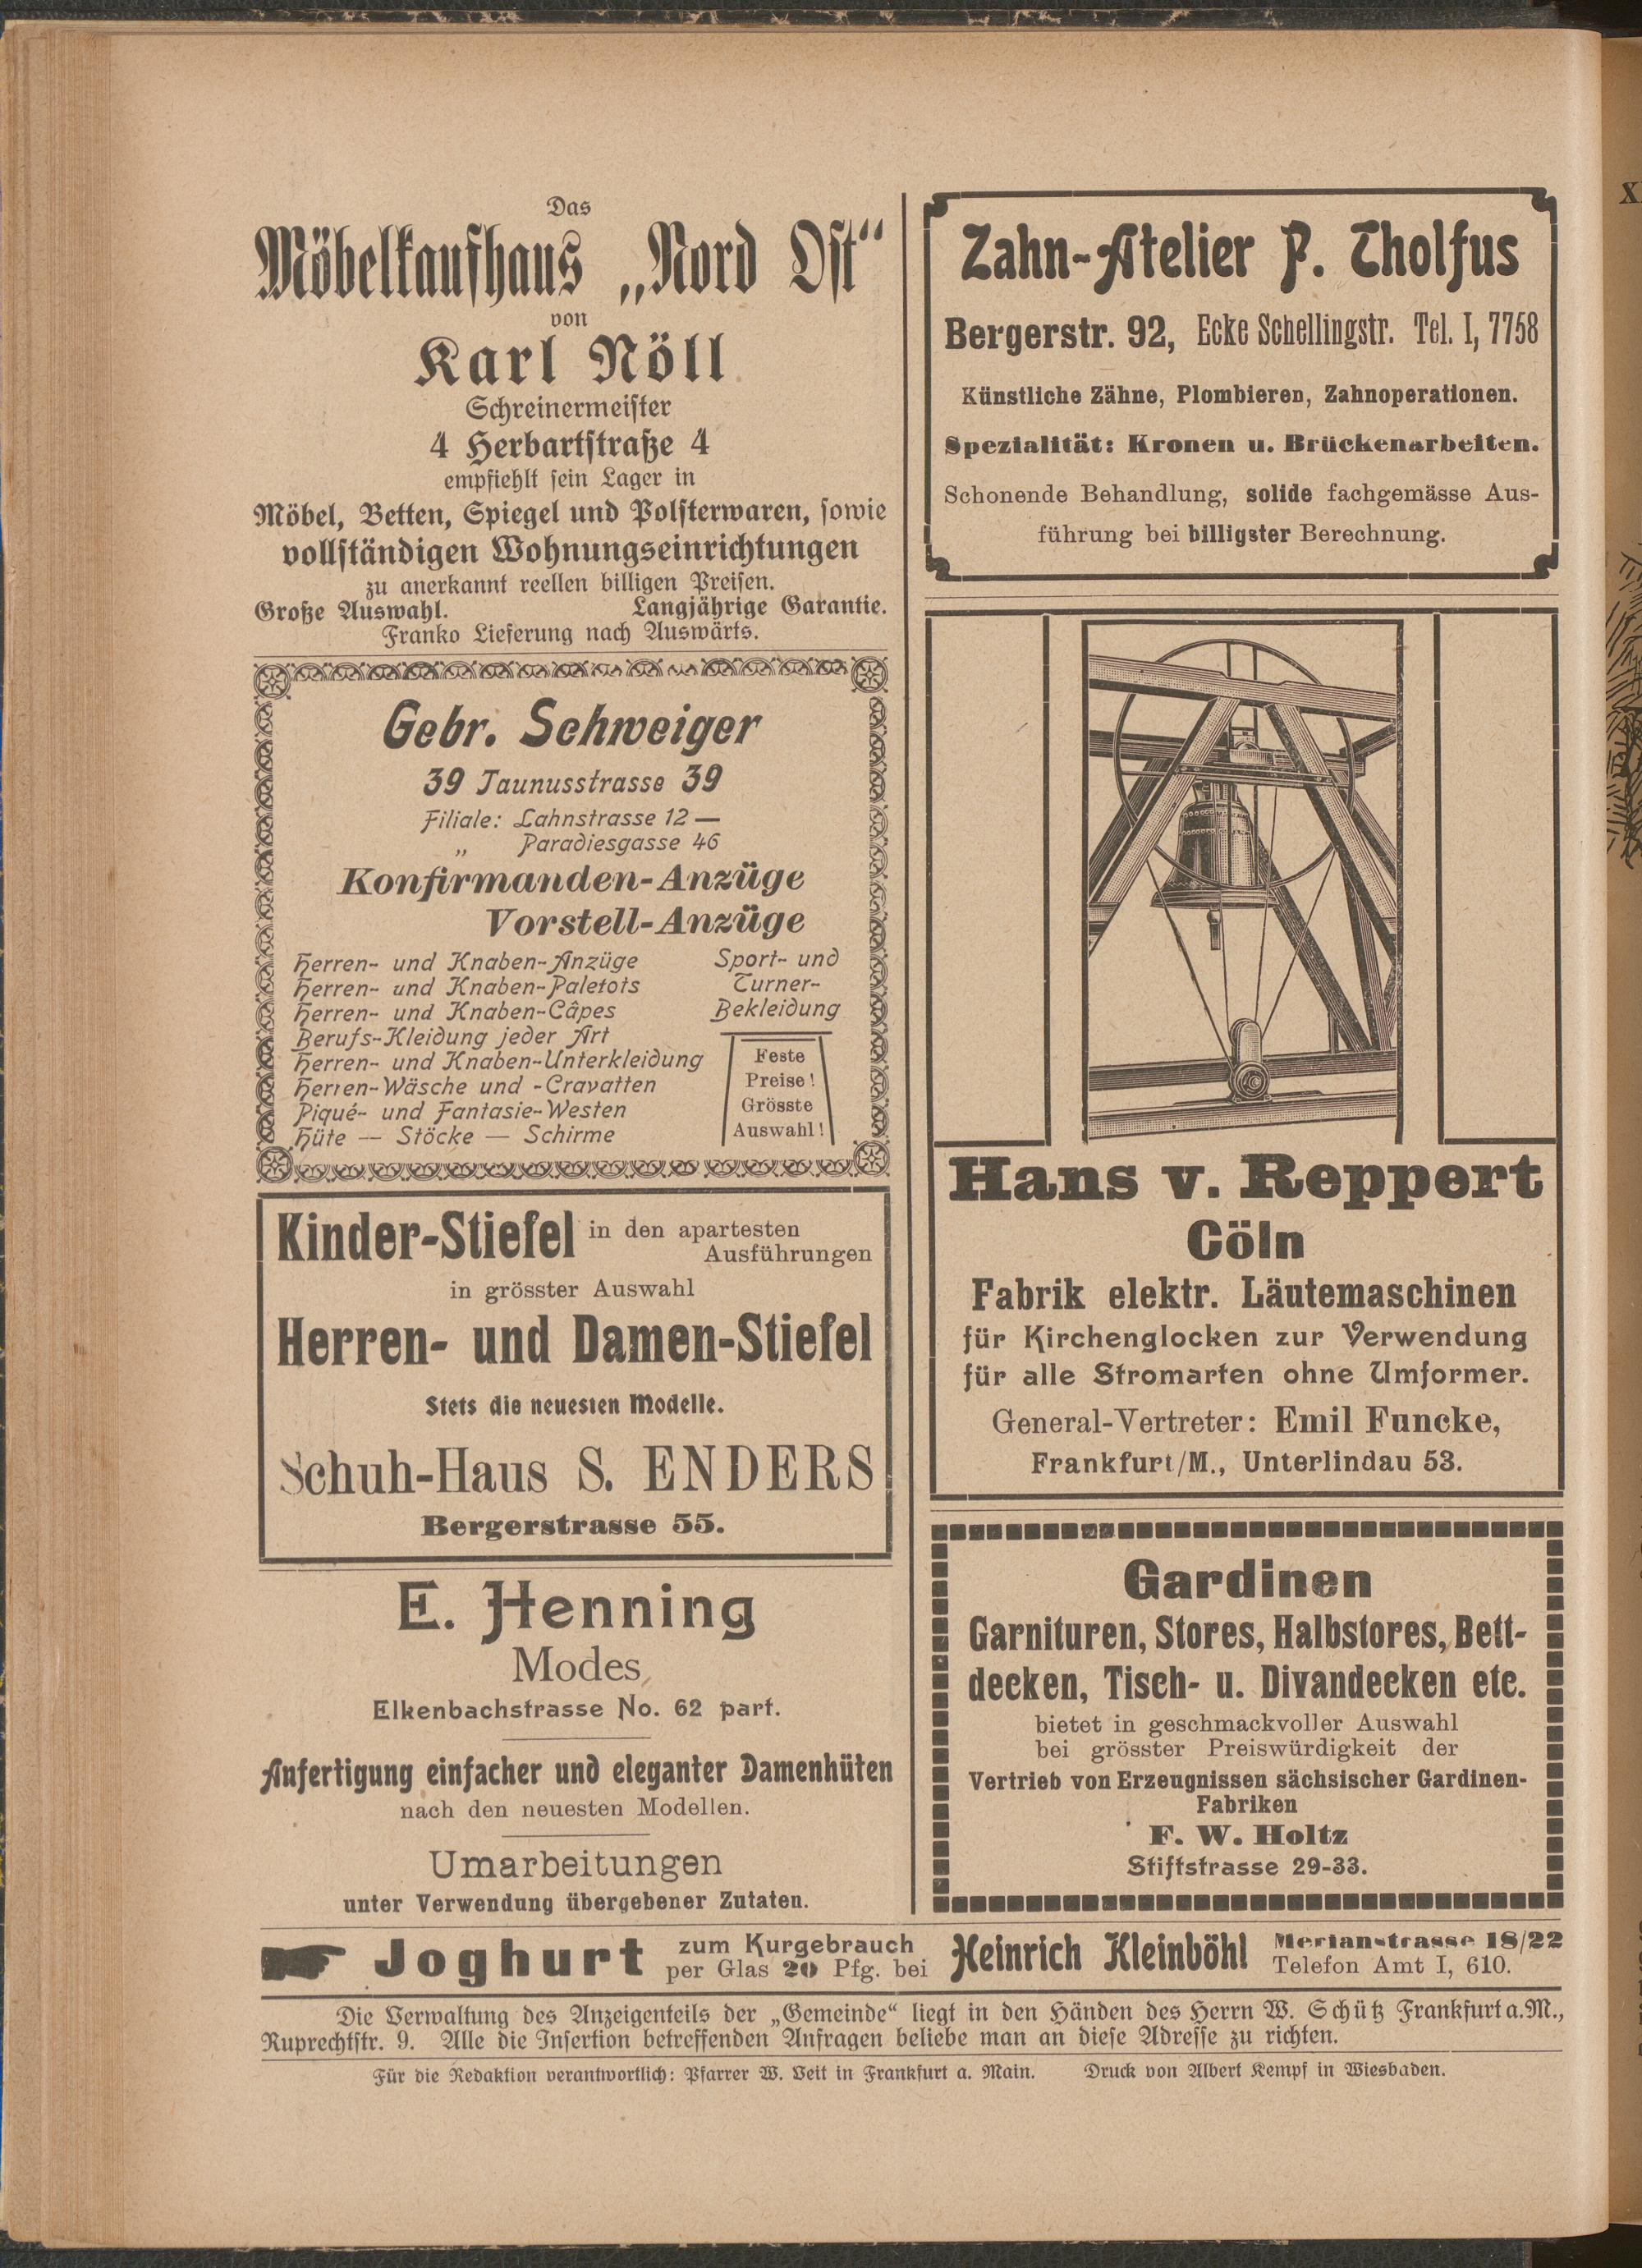 Das
Möbelkaufhaus „Nord Ost“
von
Karl Nöll
Schreinermeister
4 Herbartstraße 4
empfiehlt sein Lager in
Möbel, Betten, Spiegel und Polsterwaren, sowie
vollständigen Wohnungseinrichtungen
zu anerkannt reellen billigen Preisen.
Große Auswahl. Langjährige Garantie.
Franko Lieferung nach Auswärts.
Gebr. Schweiger
39 Taunusstrasse 39
Filiale: Lahnstrasse 12 —
„ Paradiesgasse 46
Konfirmanden-Anzüge
Vorstell-Anzüge
Herren- und Knaben-Anzüge
Herren- und Knaben-Paletots
Herren- und Knaben-Câpes
Berufs-Kleidung jeder Art
Herren- und Knaben-Unterkleidung
Herren-Wäsche und -Cravatten
Piqué- und Fantasie-Westen
Hüte — Stöcke — Schirme
Sport- und
Turner-
Bekleidung
Feste
Preise!
Grösste
Auswahl!
Kinder-Stiefel in den apartesten
Ausführungen
in grösster Auswahl
Herren- und Damen-Stiefel
Stets die neuesten Modelle.
Schuh-Haus S. ENDERS
Bergerstrasse 55.
E. Henning
Modes
Elkenbachstrasse No. 62 part.
Anfertigung einfacher und eleganter Damenhüten
nach den neuesten Modellen.
Umarbeitungen
unter Verwendung übergebener Zutaten.
Zahn-Atelier P. Tholfus
Bergerstr. 92, Ecke Schellingstr. Tel. I, 7758
Künstliche Zähne, Plombieren, Zahnoperationen.
Spezialität: Kronen u. Brückenarbeiten.
Schonende Behandlung, solide fachgemässe Aus-
führung bei billigster Berechnung.
Hans v. Reppert
Cöln
Fabrik elektr. Läutemaschinen
für Kirchenglocken zur Verwendung
für alle Stromarten ohne Umformer.
General-Vertreter: Emil Funcke,
Frankfurt/M., Unterlindau 53.
Gardinen
Garnituren, Stores, Halbstores, Bett-
decken, Tisch- u. Divandecken etc.
bietet in geschmackvoller Auswahl
bei grösster Preiswürdigkeit der
Vertrieb von Erzeugnissen sächsischer Gardinen-
Fabriken
F. W. Holtz
Stiftstrasse 29-33.
Joghurt zum Kurgebrauch
per Glas 20 Pfg. bei Heinrich Kleinböhl Merianstrasse 18/22
Telefon Amt I, 610.
Die Verwaltung des Anzeigenteils der „Gemeinde“ liegt in den Händen des Herrn W. Schütz Frankfurt a.M.,
Ruprechtstr. 9. Alle die Insertion betreffenden Anfragen beliebe man an diese Adresse zu richten.
Für die Redaktion verantwortlich: Pfarrer W. Veit in Frankfurt a. Main. Druck von Albert Kempf in Wiesbaden.